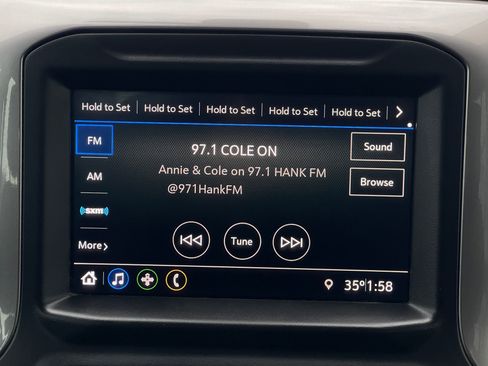 Hold to Set Hold to Set Hold to Set Hold to Set Hold to Set >
FM
97.1 COLE ON
Sound
Annie & Cole on 97.1 HANK FM
AM
@971HankFM
Browse
((sxm))
More >
Tune
35° 1:58